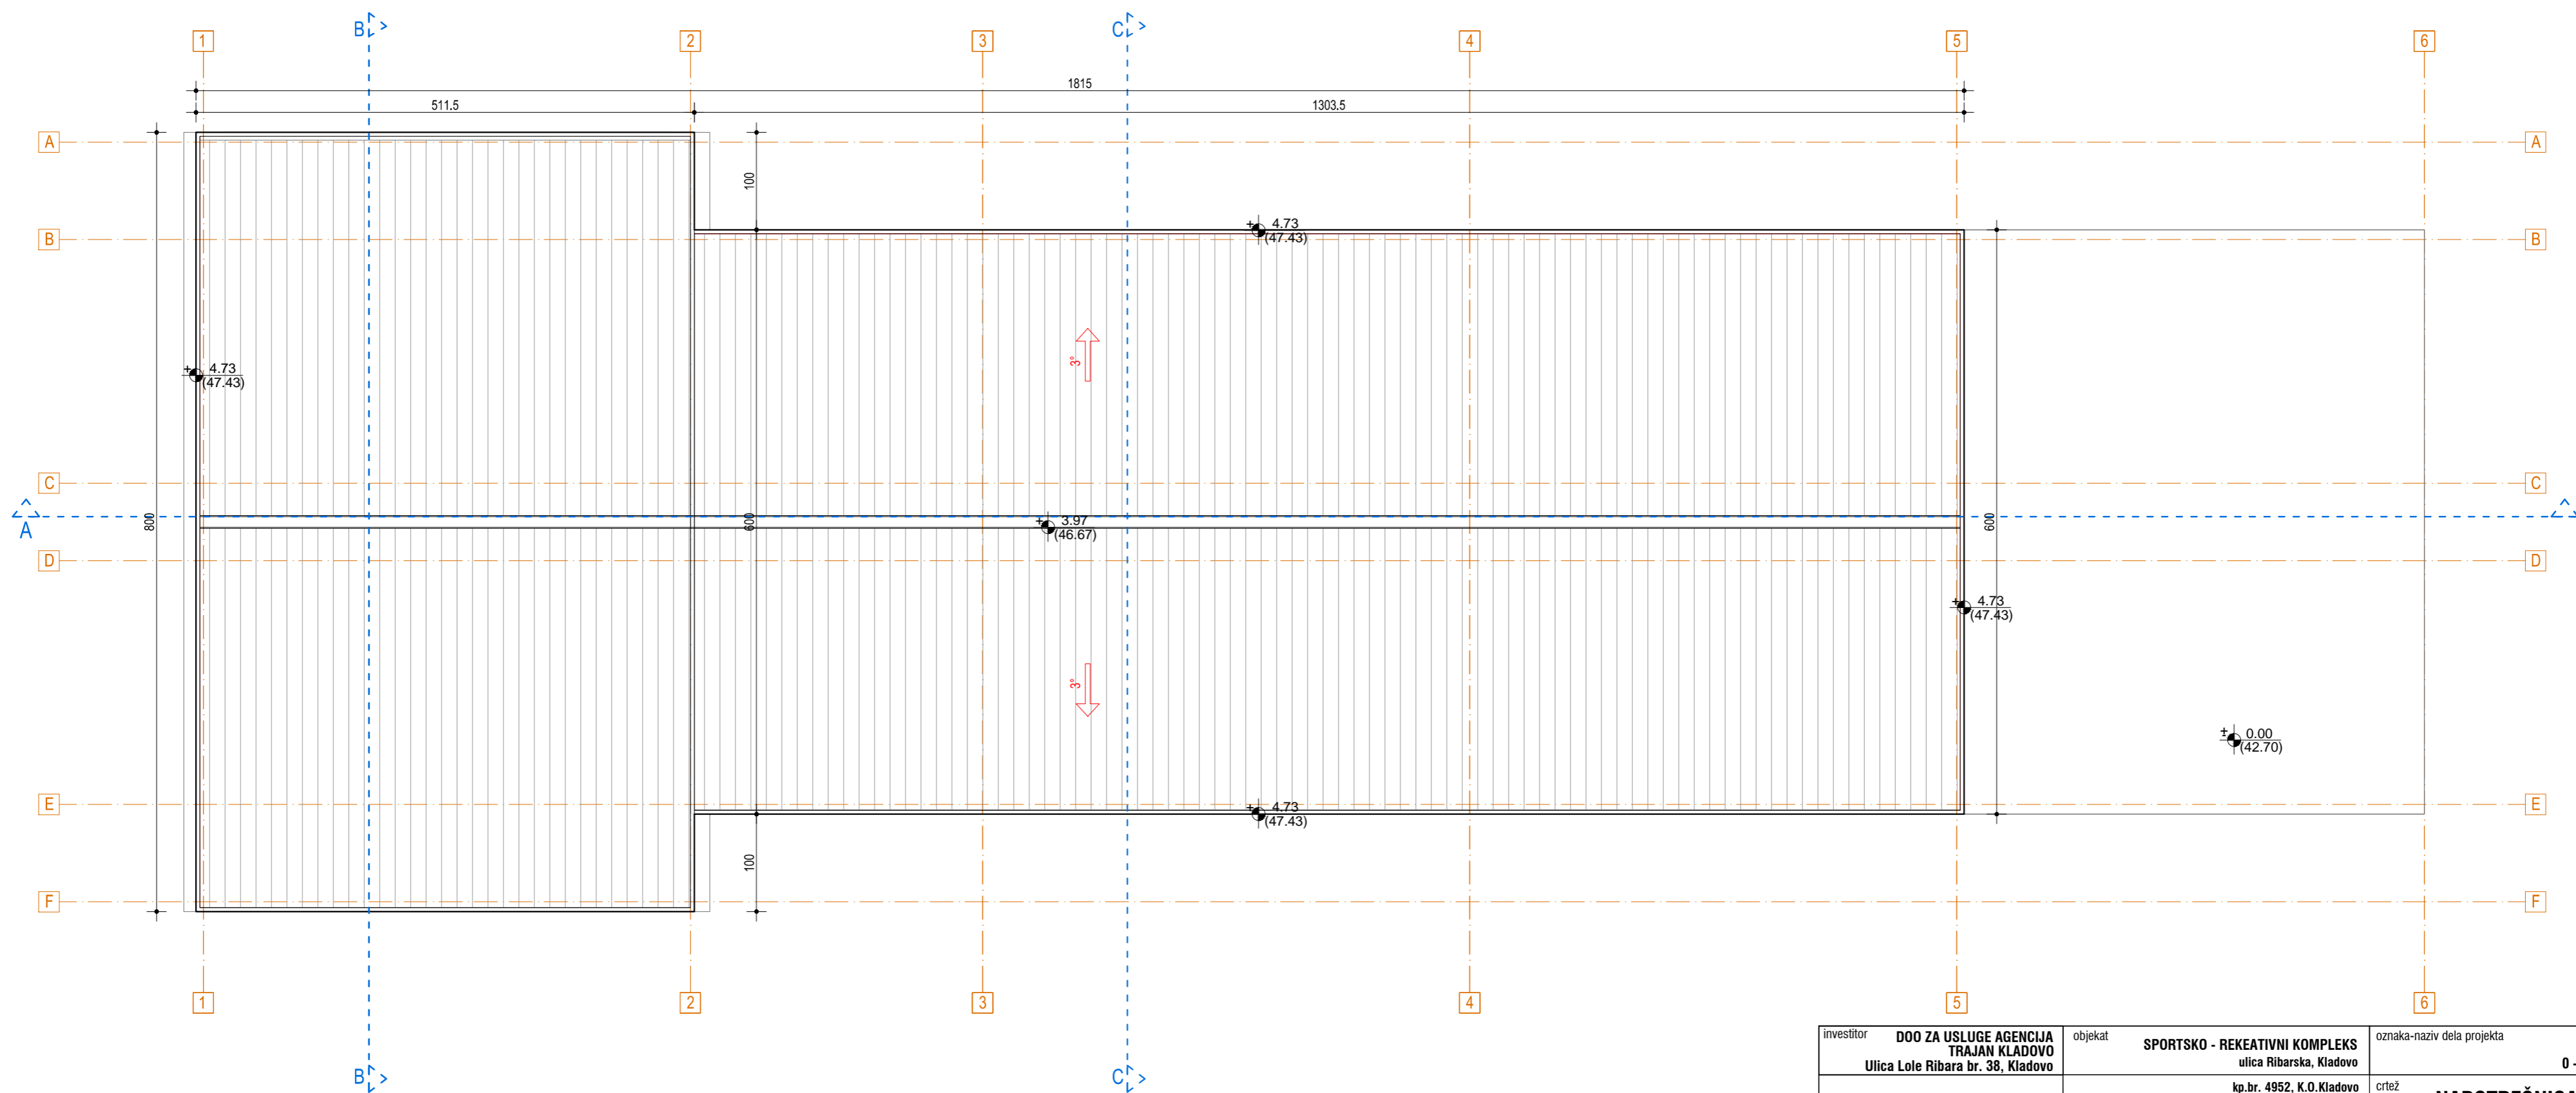 B C
1 2 3 4 5 6
1815
511.5 1303.5
A A
100
+ 4.73
(47.43)
B B
3°
+ 4.73
(47.43)
C C
A
800 600 600
+ 3.97
(46.67)
D D
+ 4.73
(47.43)
3°
± 0.00
(42.70)
E E
+ 4.73
(47.43)
100
F F
1 2 3 4 5 6
B C
investitor DOO ZA USLUGE AGENCIJA
TRAJAN KLADOVO
Ulica Lole Ribara br. 38, Kladovo
objekat SPORTSKO - REKEATIVNI KOMPLEKS
ulica Ribarska, Kladovo
kp.br. 4952, K.O.Kladovo
oznaka-naziv dela projekta
0 -
crtež